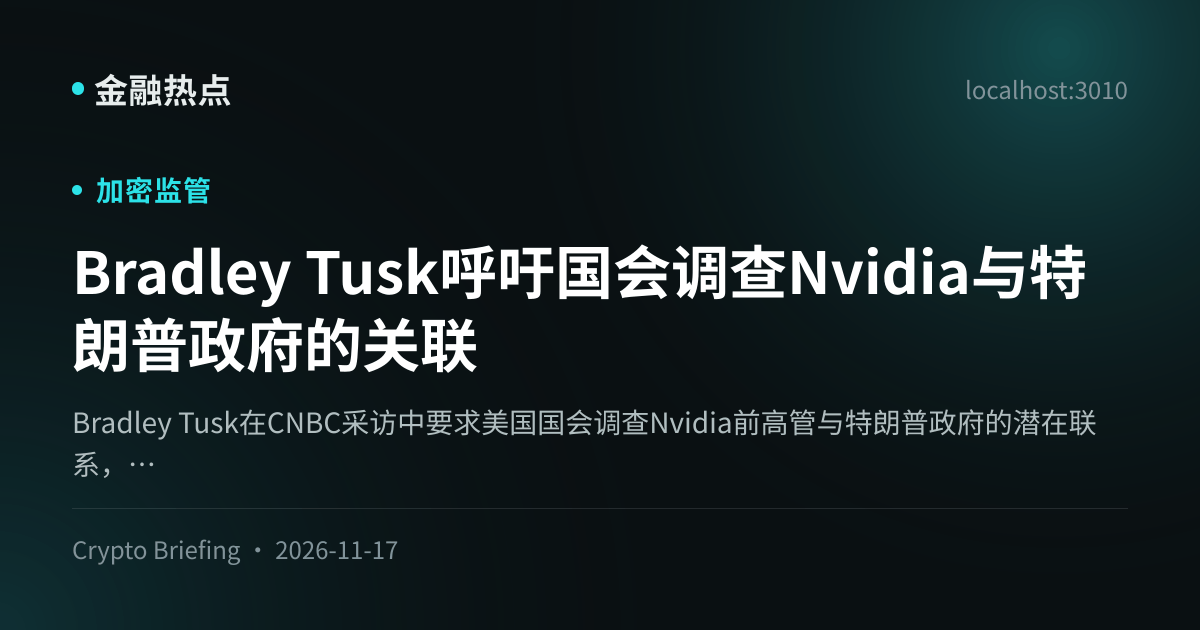 金融热点
localhost:3010
加密监管
Bradley Tusk呼吁国会调查Nvidia与特
朗普政府的关联
Bradley Tusk在CNBC采访中要求美国国会调查Nvidia前高管与特朗普政府的潜在联
系，…
Crypto Briefing • 2026-11-17